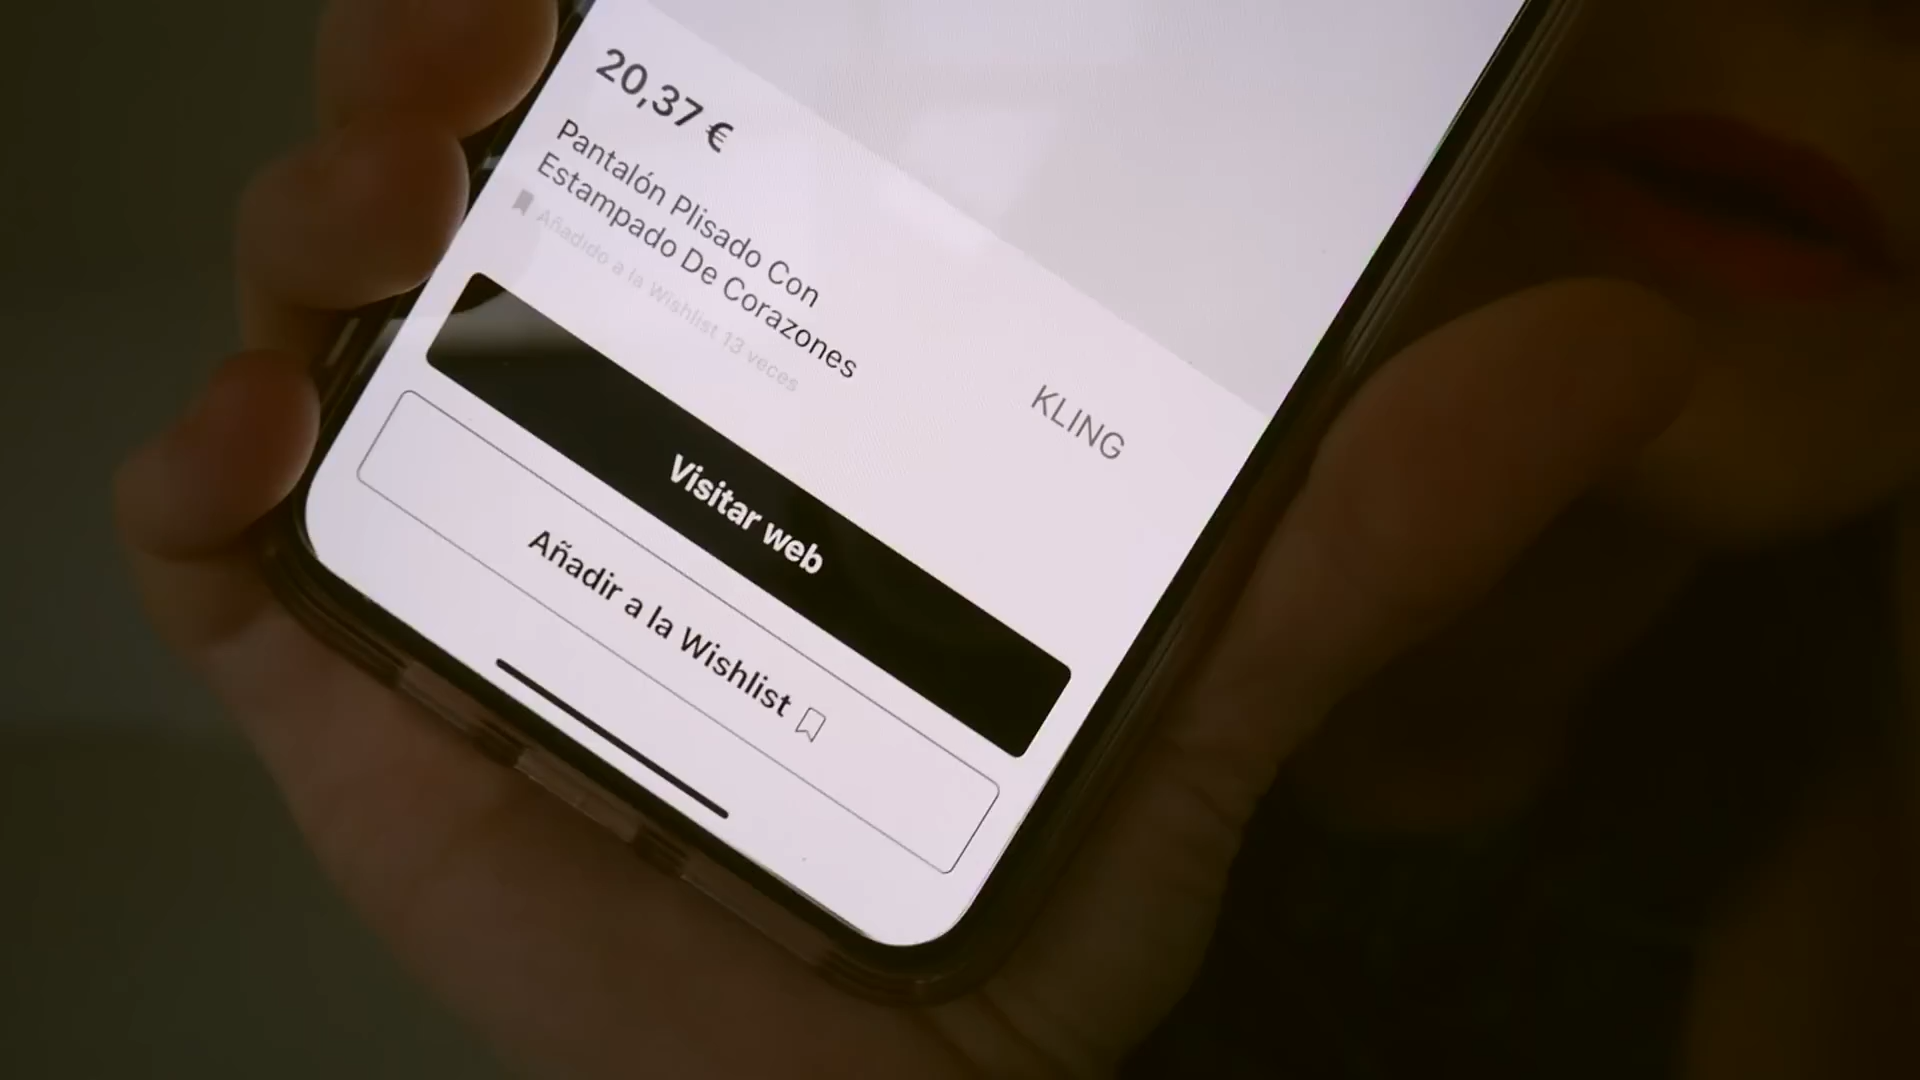 20,37 €
Pantalón Plisado Con
Estampado De Corazones
Añadido a la Wishlist 13 veces
KLING
Visitar web
Añadir a la Wishlist